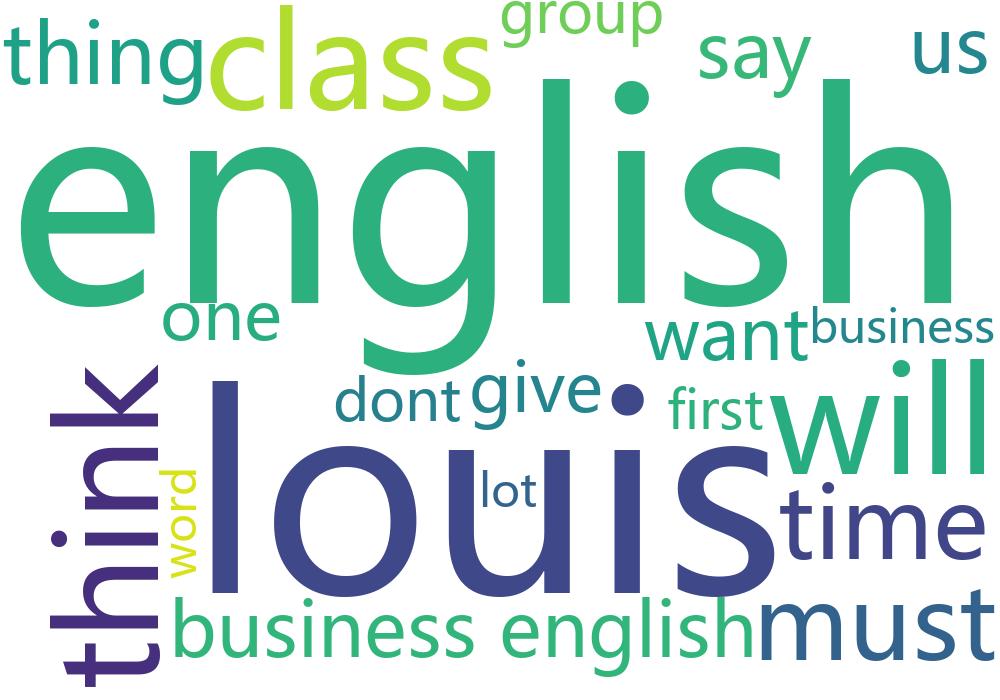 group
thing
class
say
us
english
one
want
business
think
dont
give
first
will
louis
word
lot
time
business english
must